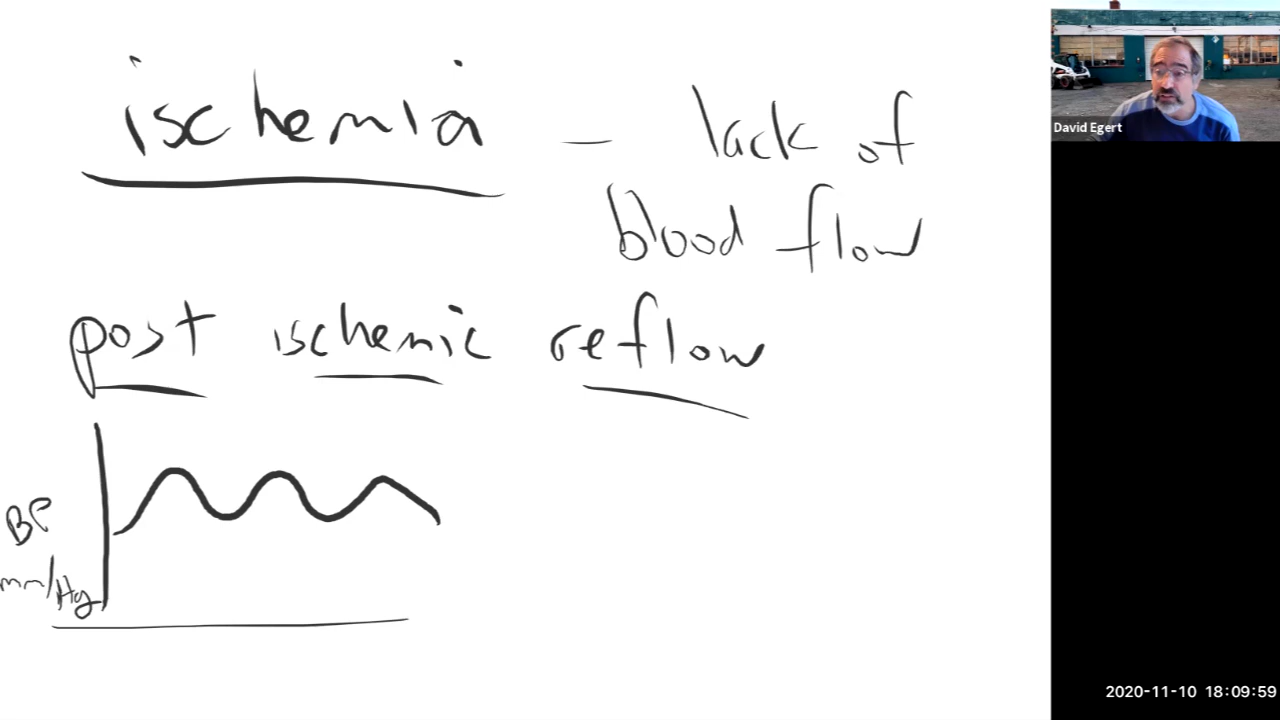 ischemia – lack of
blood flow
post ischemic reflow
BP
mm/Hg
David Egert
2020-11-10 18:09:59